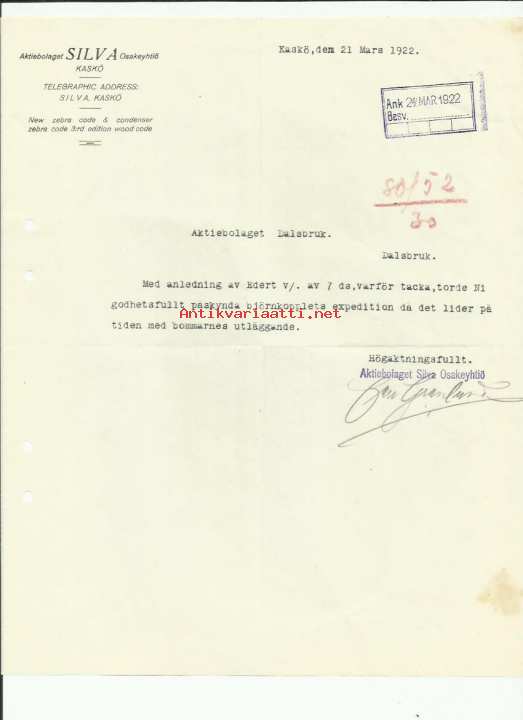 Aktiebolaget SILVA Osakeyhtiö
KASKÖ
TELEGRAPHIC ADDRESS:
SILVA, KASKÖ
New zebra code & condenser
zebra code 3rd edition wood code
Kaskö,dem 21 Mars 1922.
Ank 24 MAR 1922
Besv.
80/52
30
Aktiebolaget Dalsbruk.
Dalsbruk.
Med anledning av Edert v/. av 7 ds,varför tacka,torde Ni
godhetsfullt påskynda björnkopplets expedition då det lider på
Antikvariaatti.com
tiden med bommarnes utläggande.
Högaktningsfullt.
Aktiebolaget Silva Osakeyhtiö